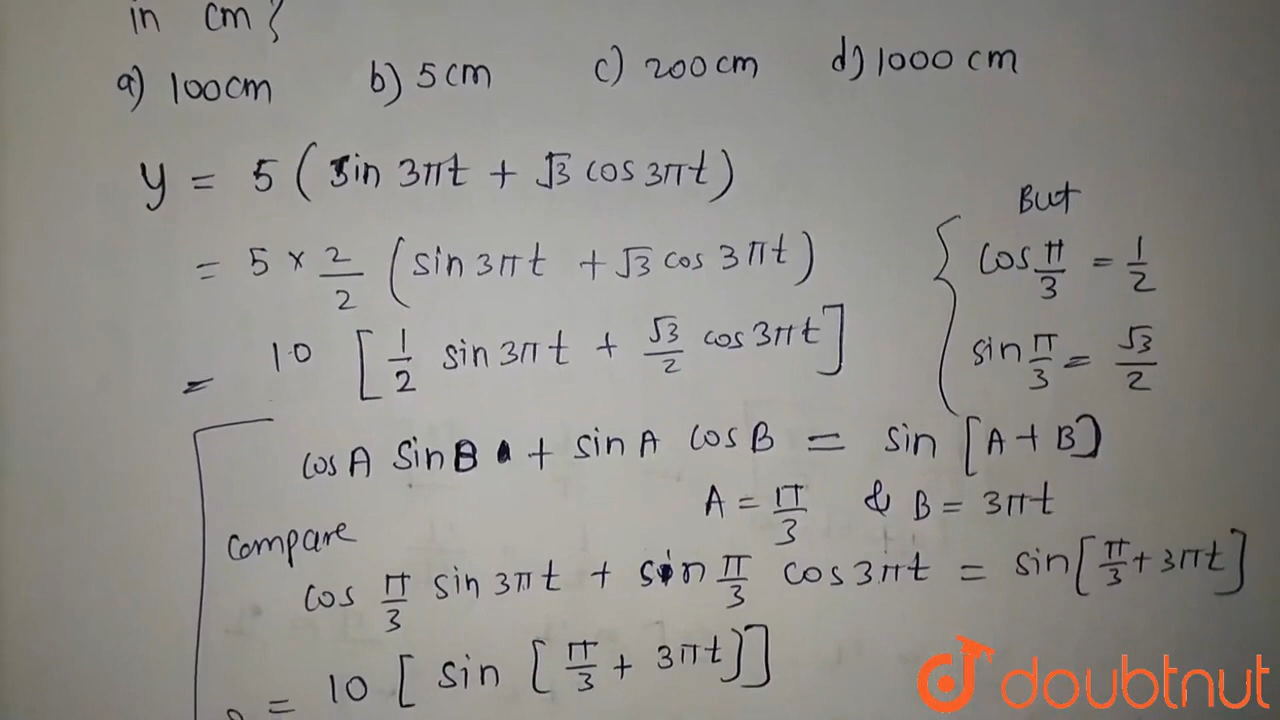 in cm }
a) 100cm b) 5cm c) 200cm d) 1000 cm
y = 5 ( sin 3πt + √3 cos 3πt )
= 5 × 2/2 ( sin 3πt + √3 cos 3πt )
= 10 [ 1/2 sin 3πt + √3/2 cos 3πt ]
But
{ cos π/3 = 1/2
sin π/3 = √3/2
cos A sin B + sin A cos B = sin [A + B]
A = π/3 & B = 3πt
compare
cos π/3 sin 3πt + sin π/3 cos 3πt = sin [π/3 + 3πt]
= 10 [ sin [ π/3 + 3πt ] ]
doubtnut